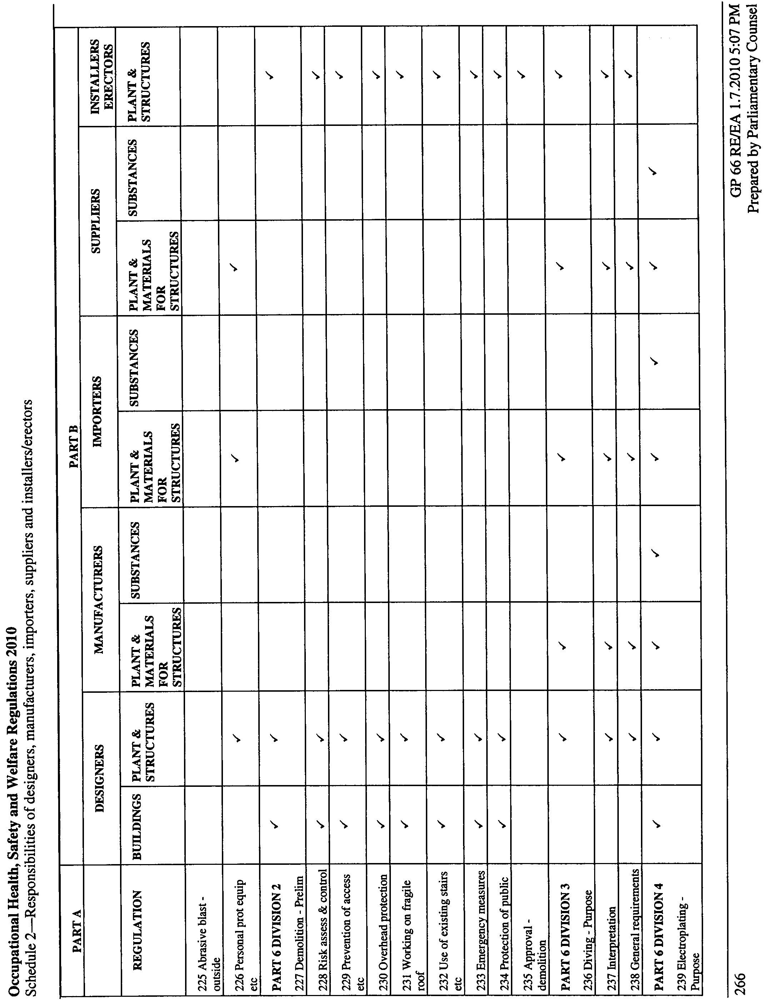 Occupational Health, Safety and Welfare Regulations 2010
Schedule 2—Responsibilities of designers, manufacturers, importers, suppliers and installers/erectors
PART A PART B
DESIGNERS MANUFACTURERS IMPORTERS SUPPLIERS INSTALLERS
ERECTORS
REGULATION BUILDINGS PLANT & PLANT & SUBSTANCES PLANT & SUBSTANCES PLANT & SUBSTANCES PLANT &
STRUCTURES MATERIALS MATERIALS MATERIALS STRUCTURES
FOR FOR FOR
STRUCTURES STRUCTURES STRUCTURES
225 Abrasive blast -
outside
226 Personal prot equip ✓ ✓ ✓
etc
PART 6 DIVISION 2 ✓ ✓ ✓
227 Demolition - Prelim
228 Risk assess & control ✓ ✓ ✓
229 Prevention of access ✓ ✓ ✓
etc
230 Overhead protection ✓ ✓ ✓
231 Working on fragile ✓ ✓ ✓
roof
232 Use of existing stairs ✓ ✓ ✓
etc
233 Emergency measures ✓ ✓ ✓
234 Protection of public ✓ ✓ ✓
235 Approval - ✓
demolition
PART 6 DIVISION 3 ✓ ✓ ✓ ✓ ✓
236 Diving - Purpose
237 Interpretation ✓ ✓ ✓ ✓ ✓
238 General requirements ✓ ✓ ✓ ✓ ✓
PART 6 DIVISION 4 ✓ ✓ ✓ ✓ ✓ ✓ ✓ ✓
239 Electroplating -
Purpose
266 GP 66 RE/EA 1.7.2010 5:07 PM
Prepared by Parliamentary Counsel